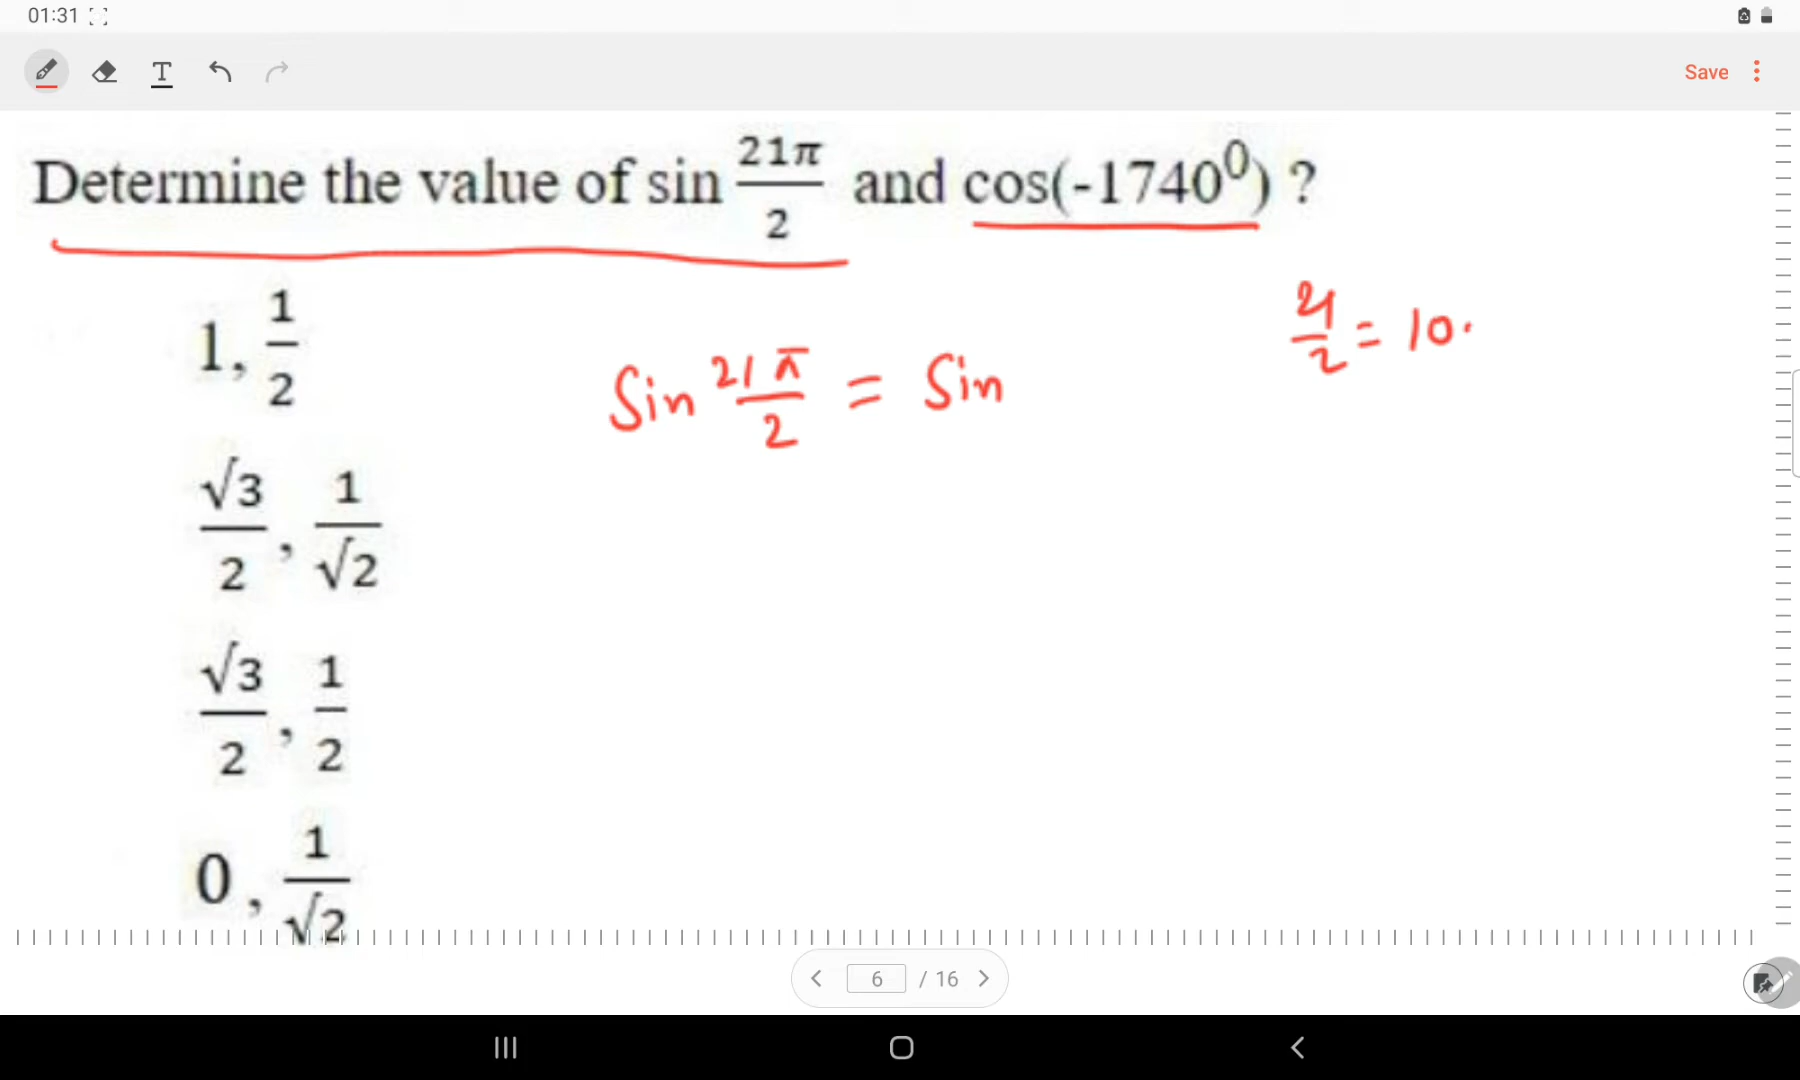 01:31
T
Save
Determine the value of sin 21π/2 and cos(-1740⁰) ?
1, 1/2
21/2 = 10.
Sin 21π/2 = Sin
√3/2, 1/√2
√3/2, 1/2
0, 1/√2
6 / 16